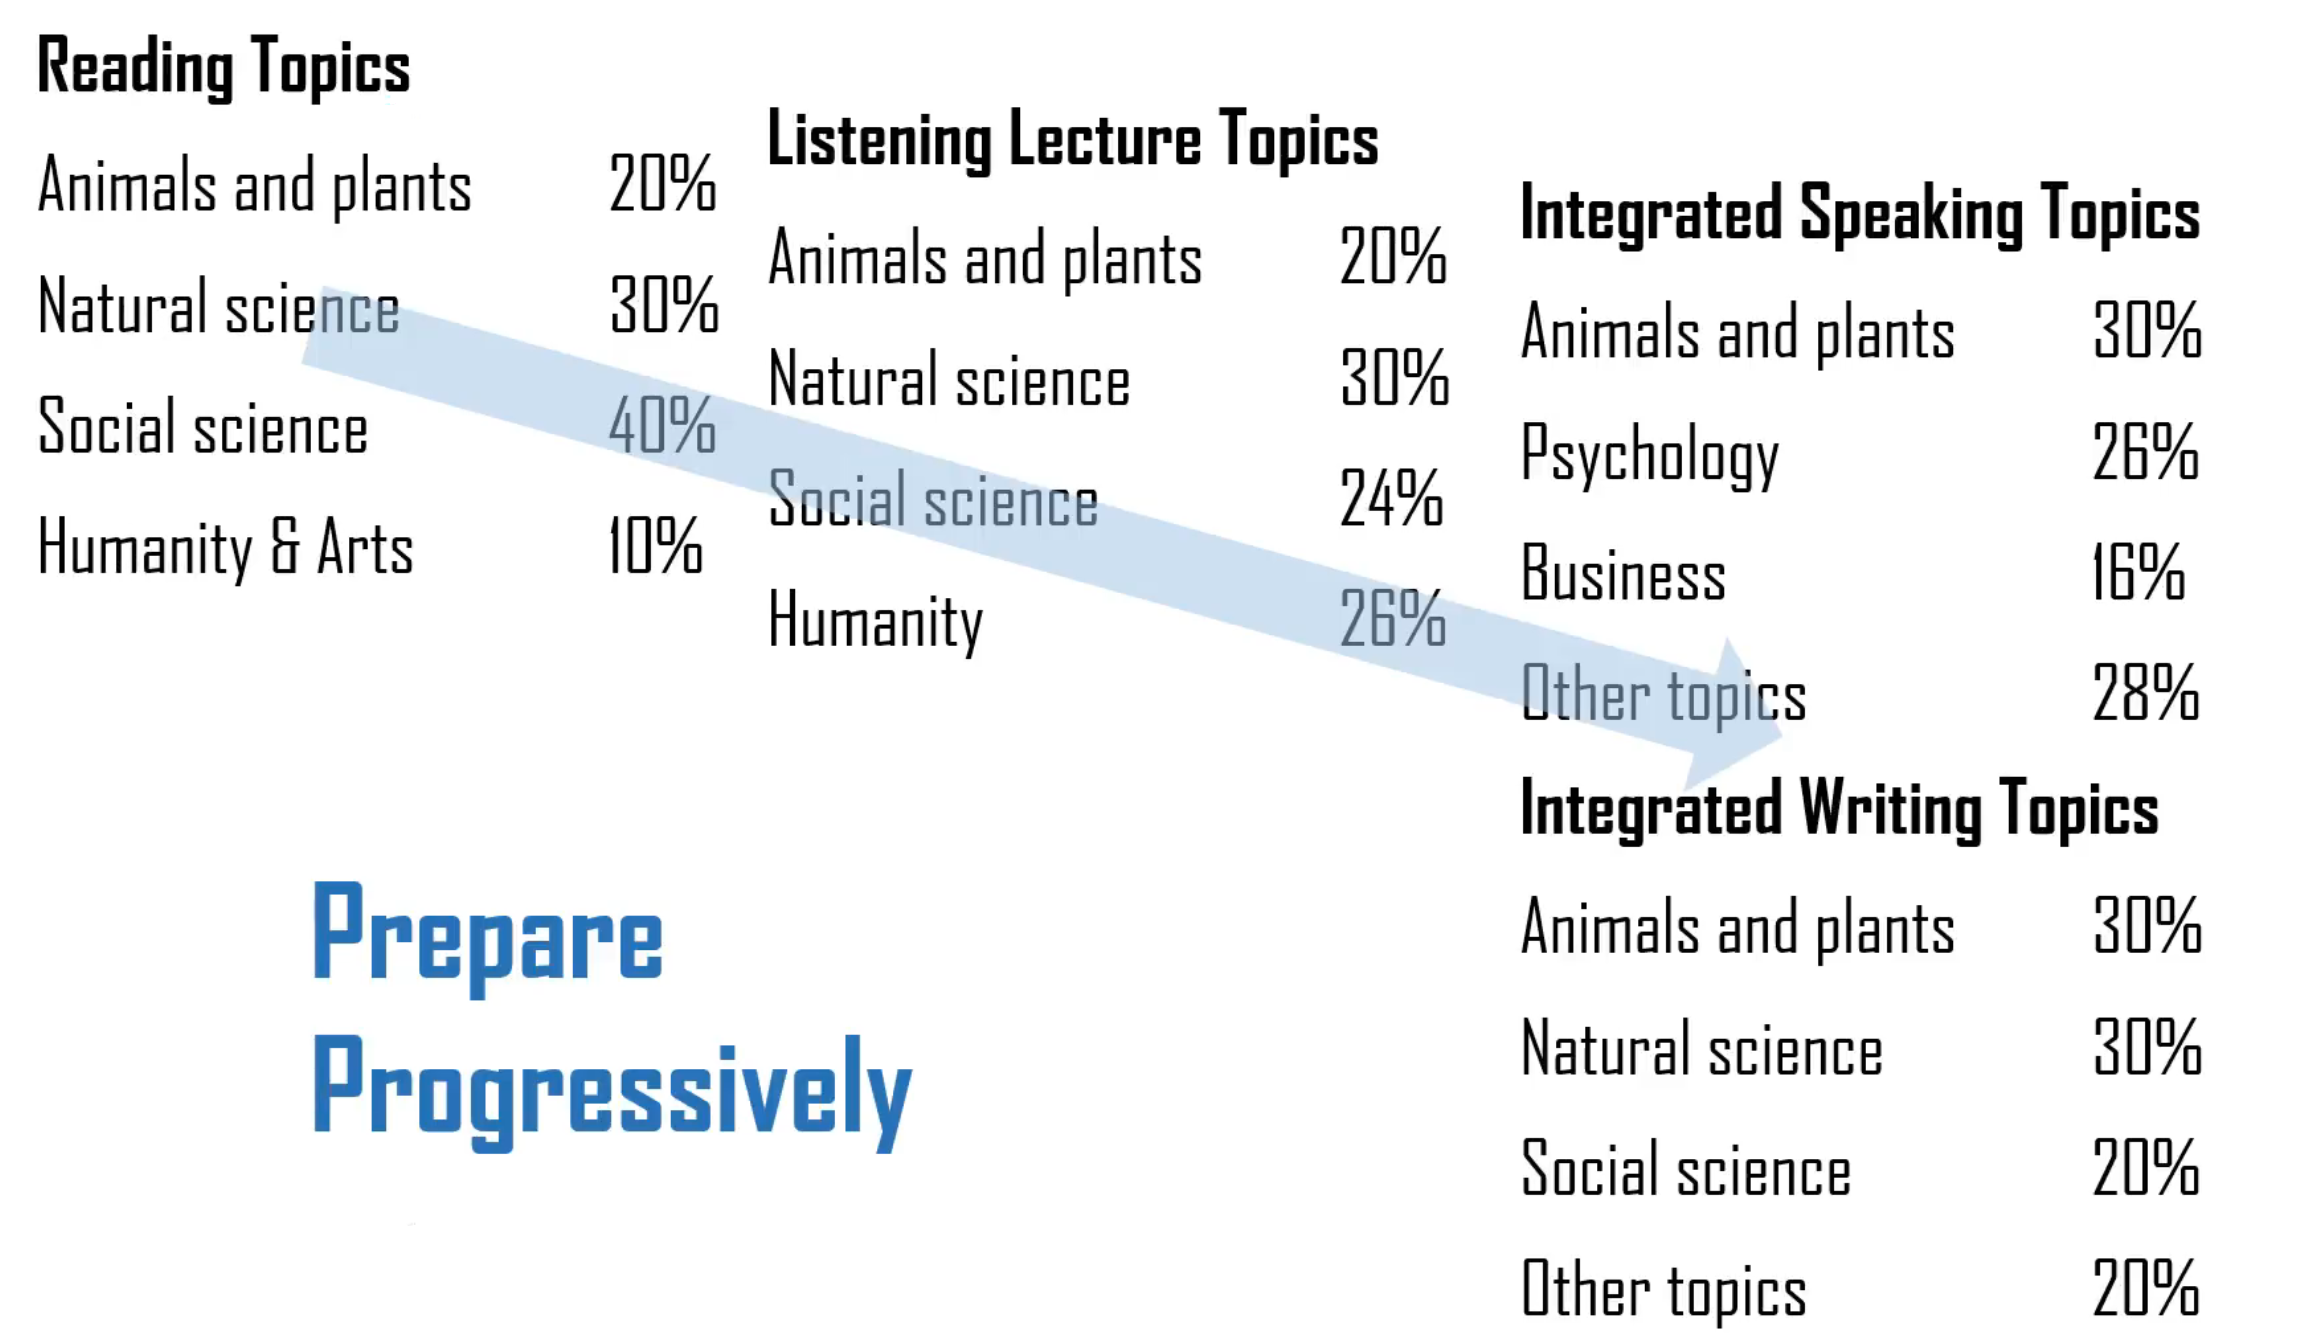 Reading Topics
Animals and plants 20%
Natural science 30%
Social science 40%
Humanity & Arts 10%
Listening Lecture Topics
Animals and plants 20%
Natural science 30%
Social science 24%
Humanity 26%
Integrated Speaking Topics
Animals and plants 30%
Psychology 26%
Business 16%
Other topics 28%
Integrated Writing Topics
Animals and plants 30%
Natural science 30%
Social science 20%
Other topics 20%
Prepare
Progressively